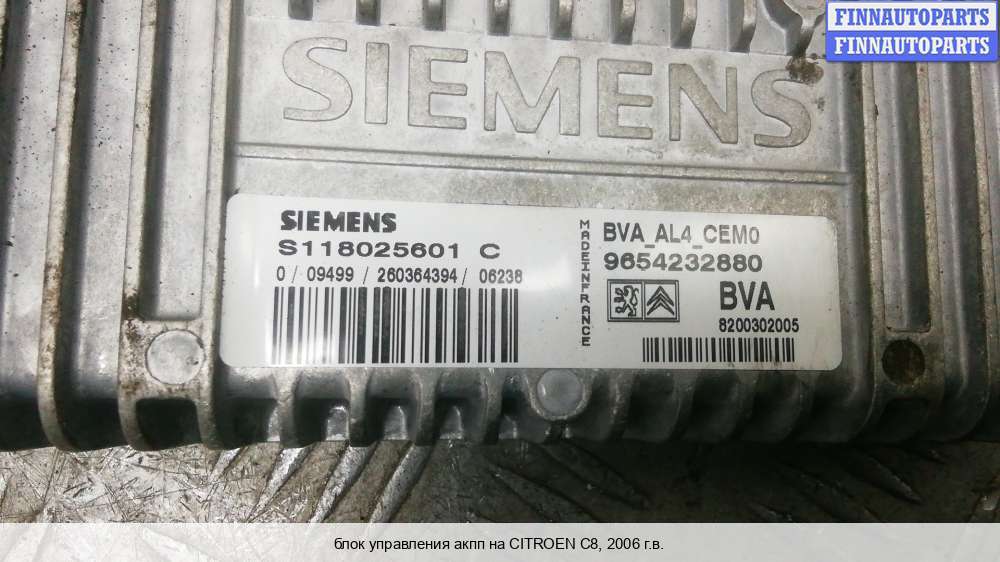 FINNAUTOPARTS
FINNAUTOPARTS
SIEMENS
SIEMENS
S118025601 C
0/ 09499 / 260364394 / 06238
MADEINFRANCE
BVA_AL4_CEM0
9654232880
BVA
8200302005
блок управления акпп на CITROEN C8, 2006 г.в.